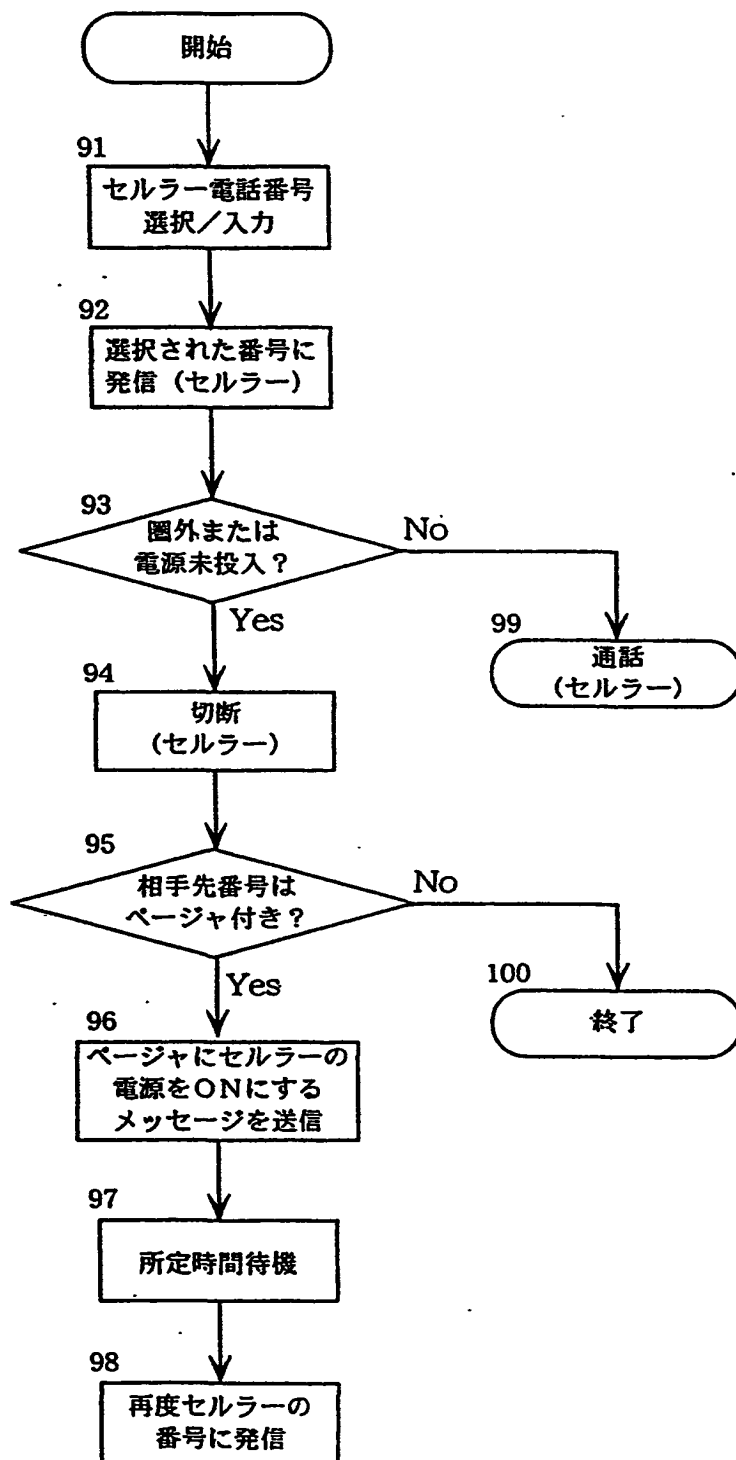 開始
91
セルラー電話番号
選択／入力
92
選択された番号に
発信（セルラー）
93
圏外または
電源未投入？
No
Yes
99
通話
（セルラー）
94
切断
（セルラー）
95
相手先番号は
ページャ付き？
No
Yes
100
終了
96
ページャにセルラーの
電源をＯＮにする
メッセージを送信
97
所定時間待機
98
再度セルラーの
番号に発信